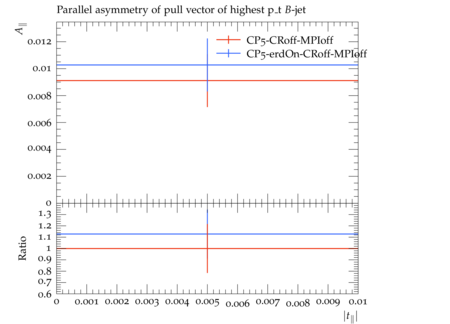 Parallel asymmetry of pull vector of highest p_t B-jet
A∥
CP5-CRoff-MPIoff
CP5-erdOn-CRoff-MPIoff
0.012
0.01
0.008
0.006
0.004
0.002
0
Ratio
1.3
1.2
1.1
1
0.9
0.8
0.7
0.6
0 0.001 0.002 0.003 0.004 0.005 0.006 0.007 0.008 0.009 0.01
|t∥|